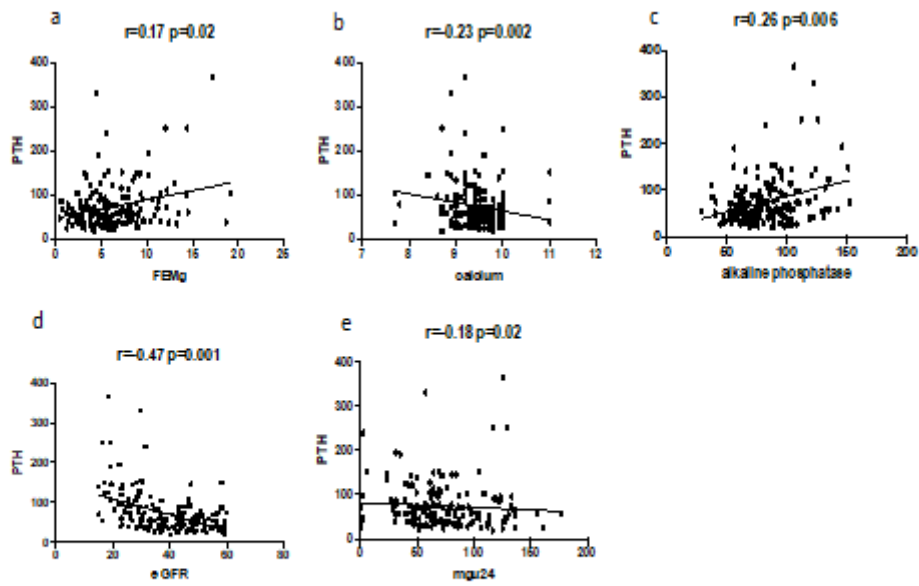 a
r=0.17 p=0.02
400
300
200
100
0
PTH
0 5 10 15 20 25
FEMg
b
r=-0.23 p=0.002
400
300
200
100
0
PTH
7 8 9 10 11 12
calcium
c
r=0.26 p=0.006
400
300
200
100
0
PTH
0 50 100 150 200
alkaline phosphatase
d
r=-0.47 p=0.001
400
300
200
100
0
PTH
0 20 40 60 80
eGFR
e
r=-0.18 p=0.02
400
300
200
100
0
PTH
0 50 100 150 200
mgu24